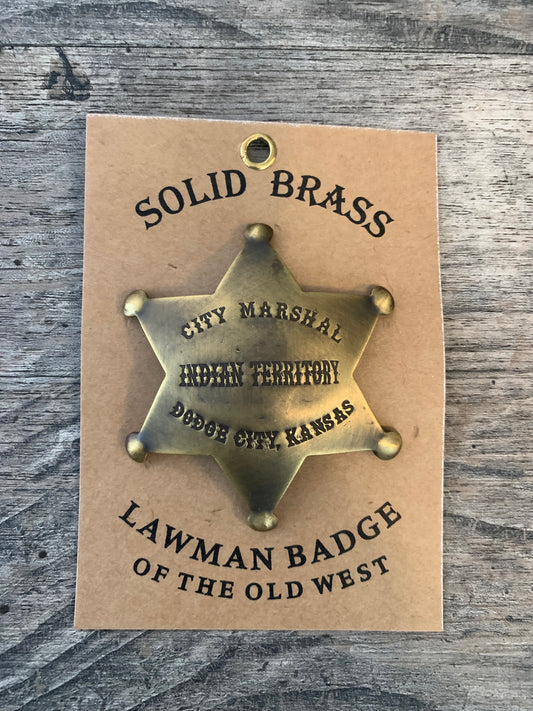 SOLID BRASS
CITY MARSHAL
INDIAN TERRITORY
DODGE CITY, KANSAS
LAWMAN BADGE
OF THE OLD WEST